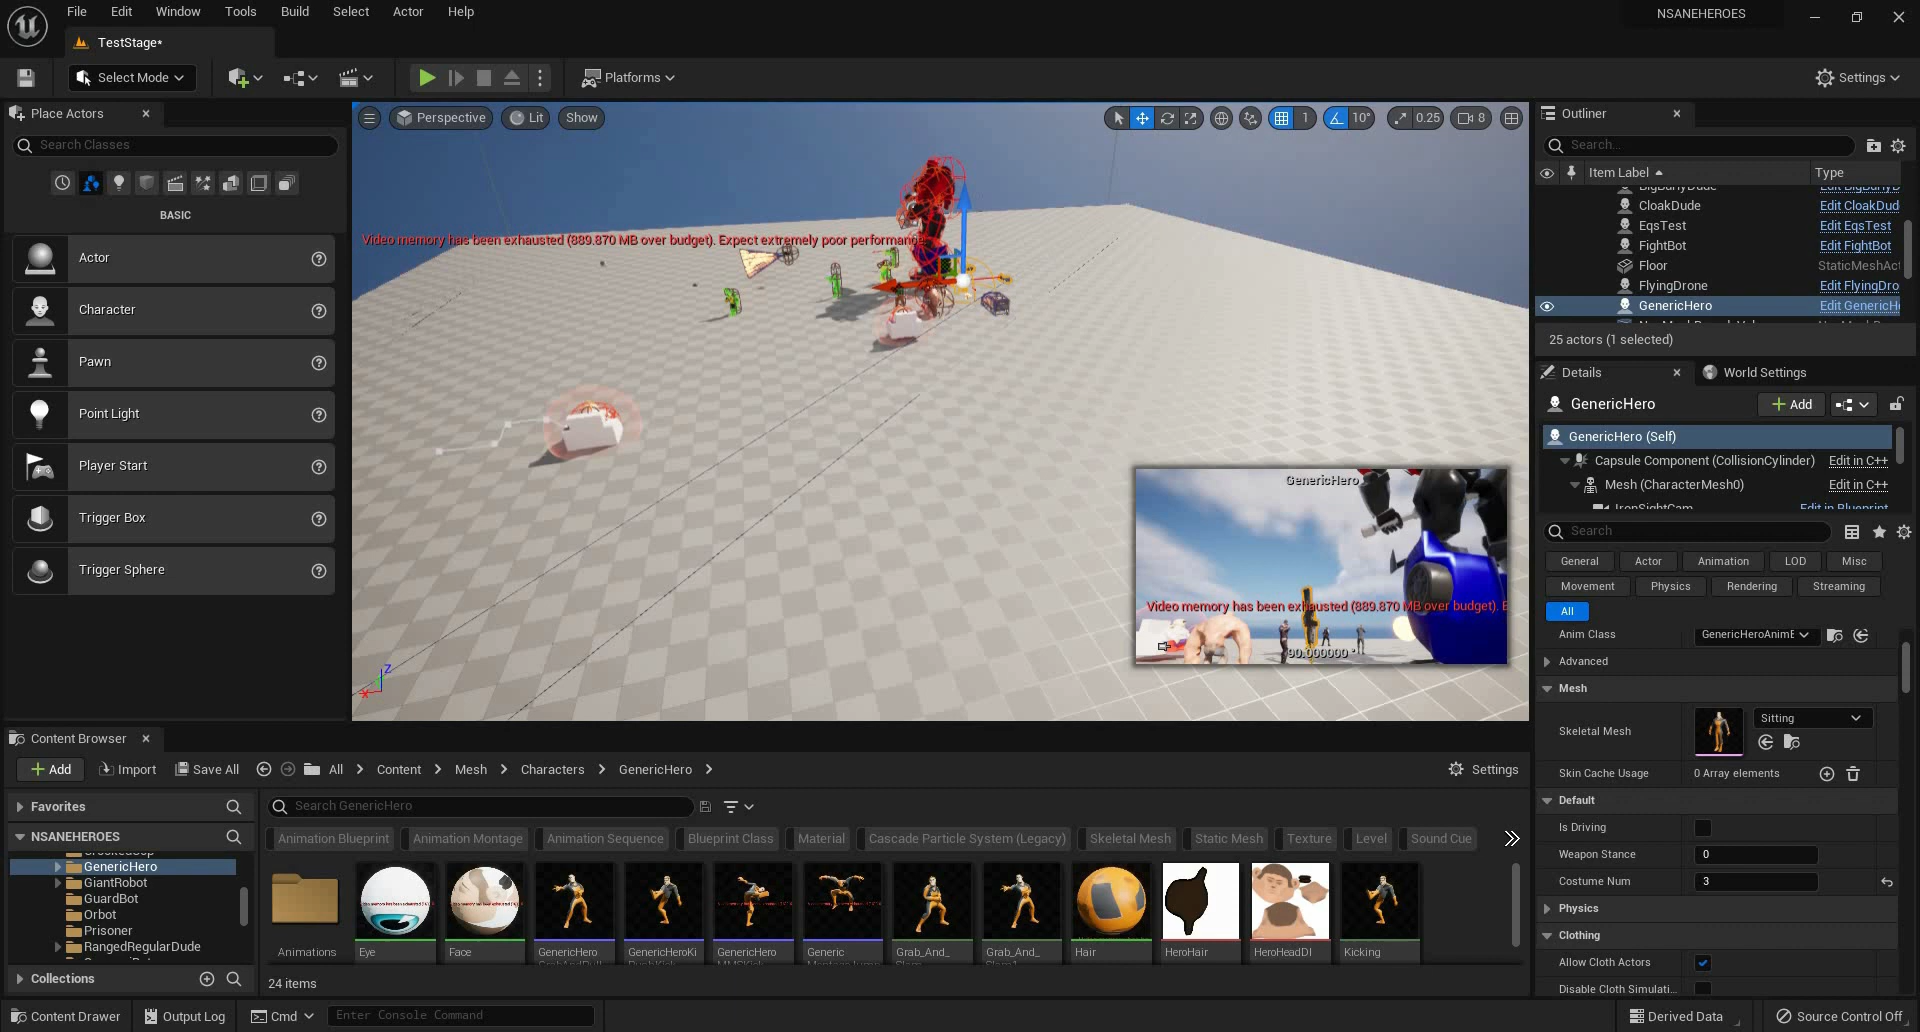 File Edit Window Tools Build Select Actor Help
NSANEHEROES
TestStage*
Select Mode
Platforms
Settings
Place Actors
Search Classes
BASIC
Actor
Character
Pawn
Point Light
Player Start
Trigger Box
Trigger Sphere
Perspective Lit Show
1 10° 0.25 8
Video memory has been exhausted (889.870 MB over budget). Expect extremely poor performance
GenericHero
Video memory has been exhausted (889.870 MB over budget). E
90.000000 °
Outliner
Search...
Item Label Type
CloakDude Edit CloakDud
EqsTest Edit EqsTest
FightBot Edit FightBot
Floor StaticMeshAct
FlyingDrone Edit FlyingDro
GenericHero Edit GenericHe
25 actors (1 selected)
Details World Settings
GenericHero Add
GenericHero (Self)
Capsule Component (CollisionCylinder) Edit in C++
Mesh (CharacterMesh0) Edit in C++
IronSightCam Edit in Blueprint
Search
General Actor Animation LOD Misc
Movement Physics Rendering Streaming
All
Anim Class GenericHeroAnimE
Advanced
Mesh
Skeletal Mesh Sitting
Skin Cache Usage 0 Array elements
Default
Is Driving
Weapon Stance 0
Costume Num 3
Physics
Clothing
Allow Cloth Actors
Disable Cloth Simulati...
Content Browser
Add Import Save All All Content Mesh Characters GenericHero Settings
Favorites
NSANEHEROES
GenericHero
GiantRobot
GuardBot
Orbot
Prisoner
RangedRegularDude
Collections
Search GenericHero
Animation Blueprint Animation Montage Animation Sequence Blueprint Class Material Cascade Particle System (Legacy) Skeletal Mesh Static Mesh Texture Level Sound Cue
Animations Eye Face GenericHero GenericHeroKi GenericHero Generic Grab_And_ Grab_And_ Hair HeroHair HeroHeadDI Kicking
24 items
Content Drawer Output Log Cmd Enter Console Command Derived Data Source Control Off